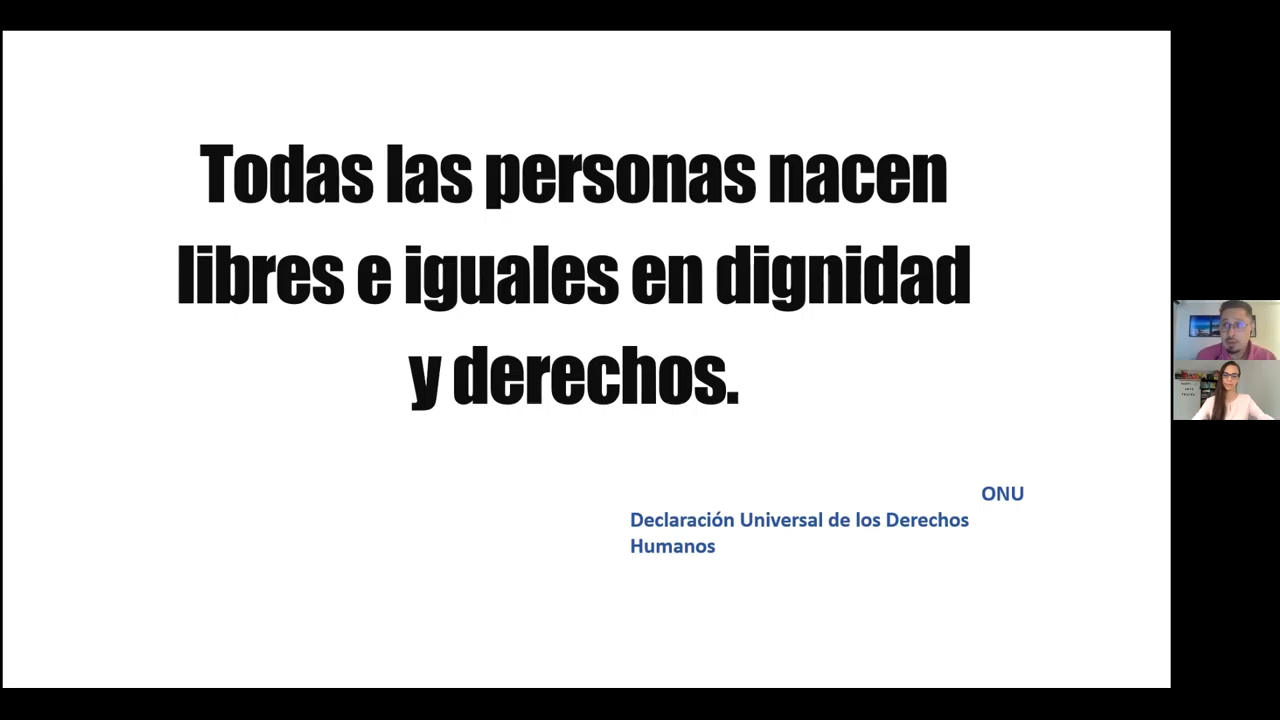 Todas las personas nacen
libres e iguales en dignidad
y derechos.
ONU
Declaración Universal de los Derechos
Humanos